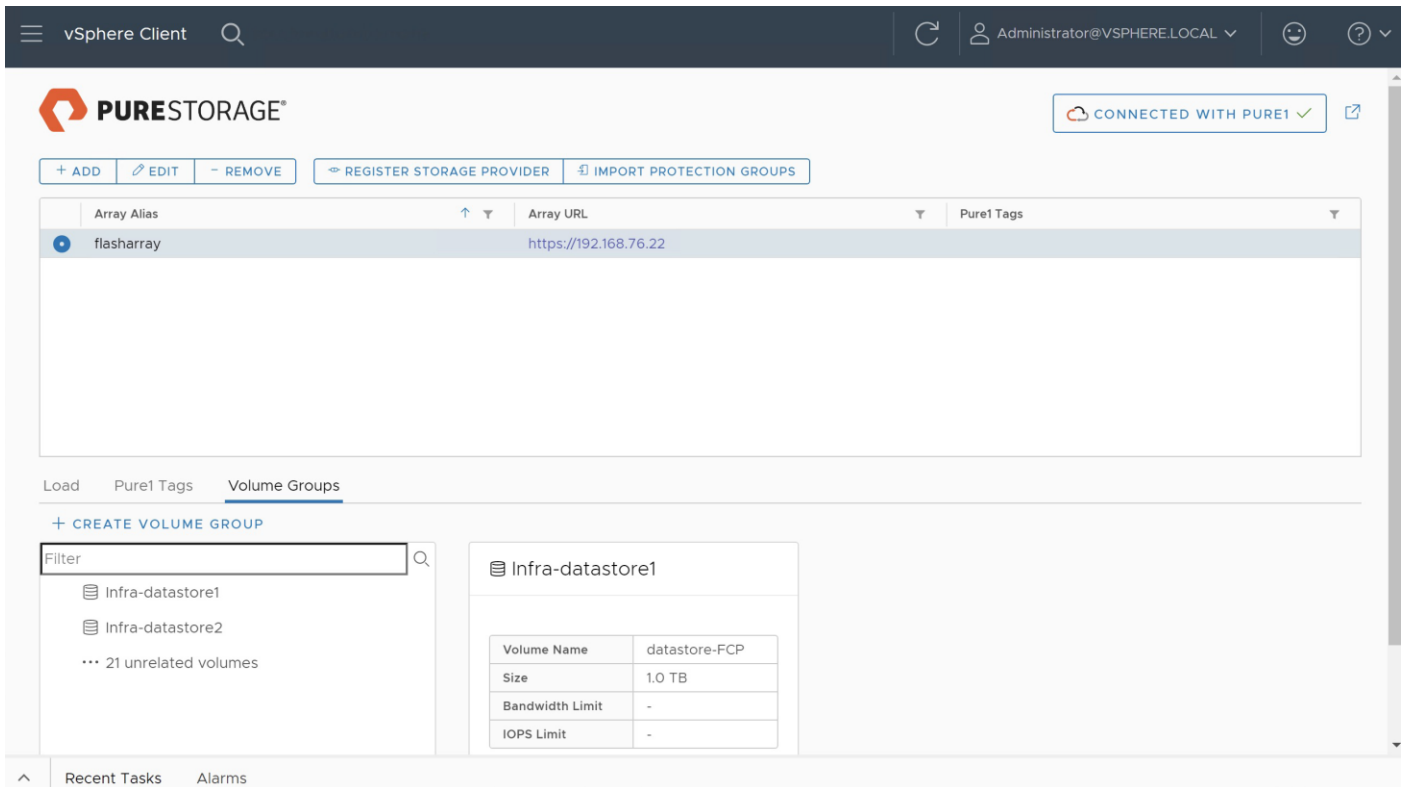 vSphere Client
Administrator@VSPHERE.LOCAL
PURESTORAGE®
CONNECTED WITH PURE1
+ ADD EDIT - REMOVE REGISTER STORAGE PROVIDER IMPORT PROTECTION GROUPS
Array Alias Array URL Pure1 Tags
flasharray https://192.168.76.22
Load Pure1 Tags Volume Groups
+ CREATE VOLUME GROUP
Filter
Infra-datastore1
Infra-datastore2
... 21 unrelated volumes
Infra-datastore1
Volume Name datastore-FCP
Size 1.0 TB
Bandwidth Limit -
IOPS Limit -
Recent Tasks Alarms